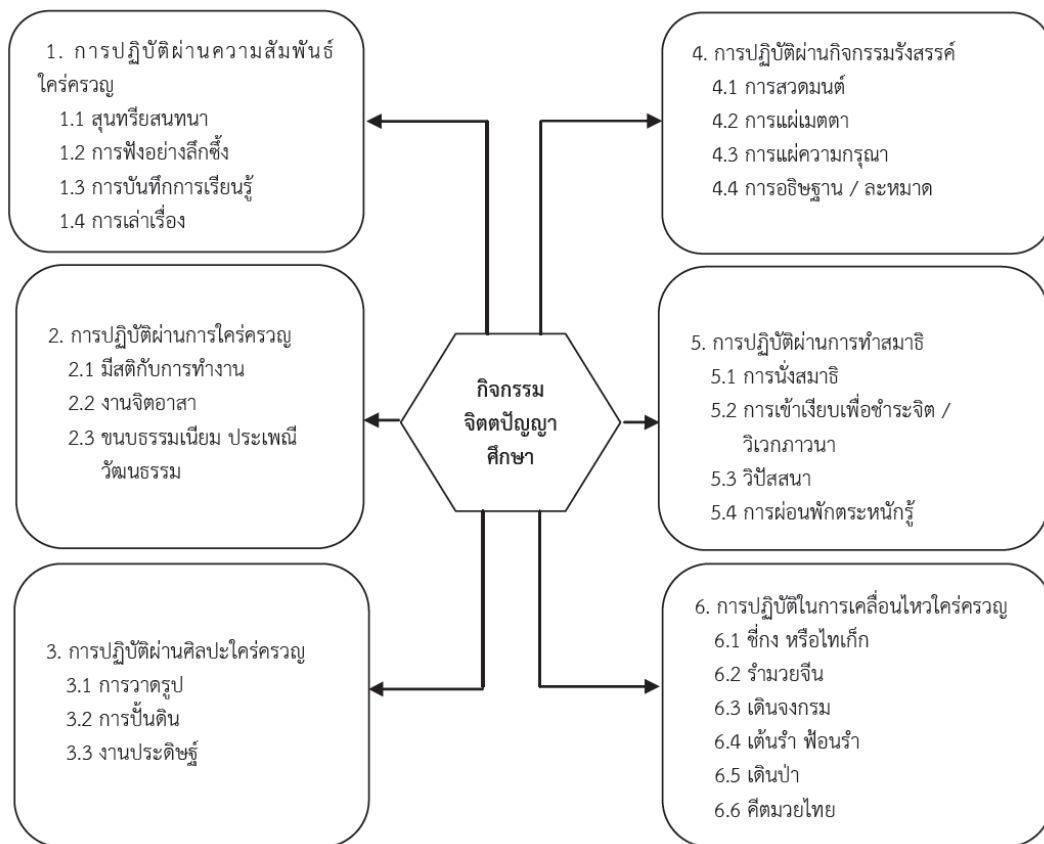 1. การปฏิบัติผ่านความสัมพันธ์
ใคร่ครวญ
1.1 สุนทรียสนทนา
1.2 การฟังอย่างลึกซึ้ง
1.3 การบันทึกการเรียนรู้
1.4 การเล่าเรื่อง
2. การปฏิบัติผ่านการใคร่ครวญ
2.1 มีสติกับการทำงาน
2.2 งานจิตอาสา
2.3 ขนบธรรมเนียม ประเพณี
วัฒนธรรม
3. การปฏิบัติผ่านศิลปะใคร่ครวญ
3.1 การวาดรูป
3.2 การปั้นดิน
3.3 งานประดิษฐ์
กิจกรรม
จิตตปัญญา
ศึกษา
4. การปฏิบัติผ่านกิจกรรมรังสรรค์
4.1 การสวดมนต์
4.2 การแผ่เมตตา
4.3 การแผ่ความกรุณา
4.4 การอธิษฐาน / ละหมาด
5. การปฏิบัติผ่านการทำสมาธิ
5.1 การนั่งสมาธิ
5.2 การเข้าเงียบเพื่อชำระจิต /
วิเวกภาวนา
5.3 วิปัสสนา
5.4 การผ่อนพักตระหนักรู้
6. การปฏิบัติในการเคลื่อนไหวใคร่ครวญ
6.1 ชี่กง หรือไทเก็ก
6.2 รำมวยจีน
6.3 เดินจงกรม
6.4 เต้นรำ ฟ้อนรำ
6.5 เดินป่า
6.6 คีตมวยไทย